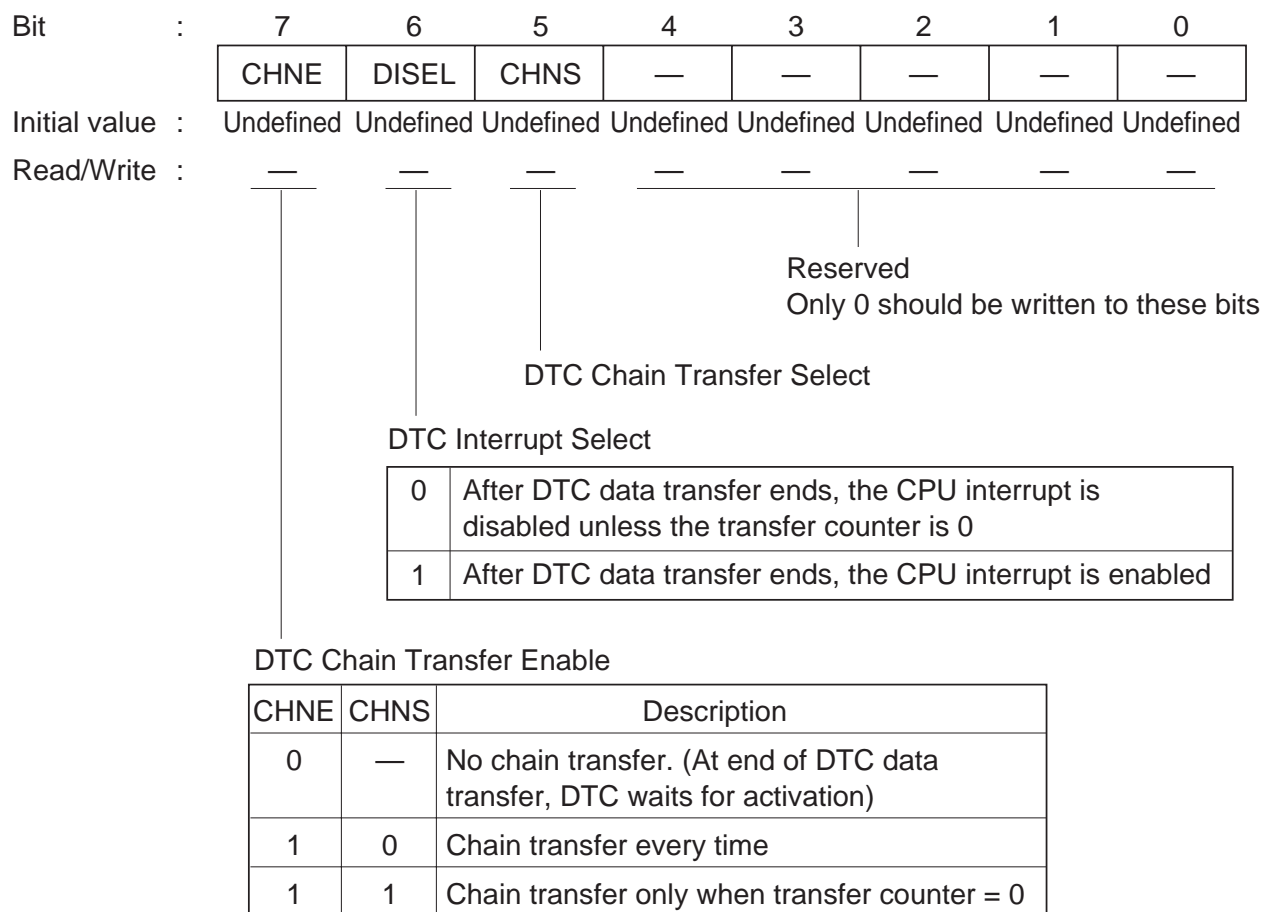 Bit : 7 6 5 4 3 2 1 0
CHNE DISEL CHNS — — — — —
Initial value : Undefined Undefined Undefined Undefined Undefined Undefined Undefined Undefined
Read/Write : — — — — — — — —
Reserved
Only 0 should be written to these bits
DTC Chain Transfer Select
DTC Interrupt Select
0 After DTC data transfer ends, the CPU interrupt is
disabled unless the transfer counter is 0
1 After DTC data transfer ends, the CPU interrupt is enabled
DTC Chain Transfer Enable
CHNE CHNS Description
0 — No chain transfer. (At end of DTC data
transfer, DTC waits for activation)
1 0 Chain transfer every time
1 1 Chain transfer only when transfer counter = 0